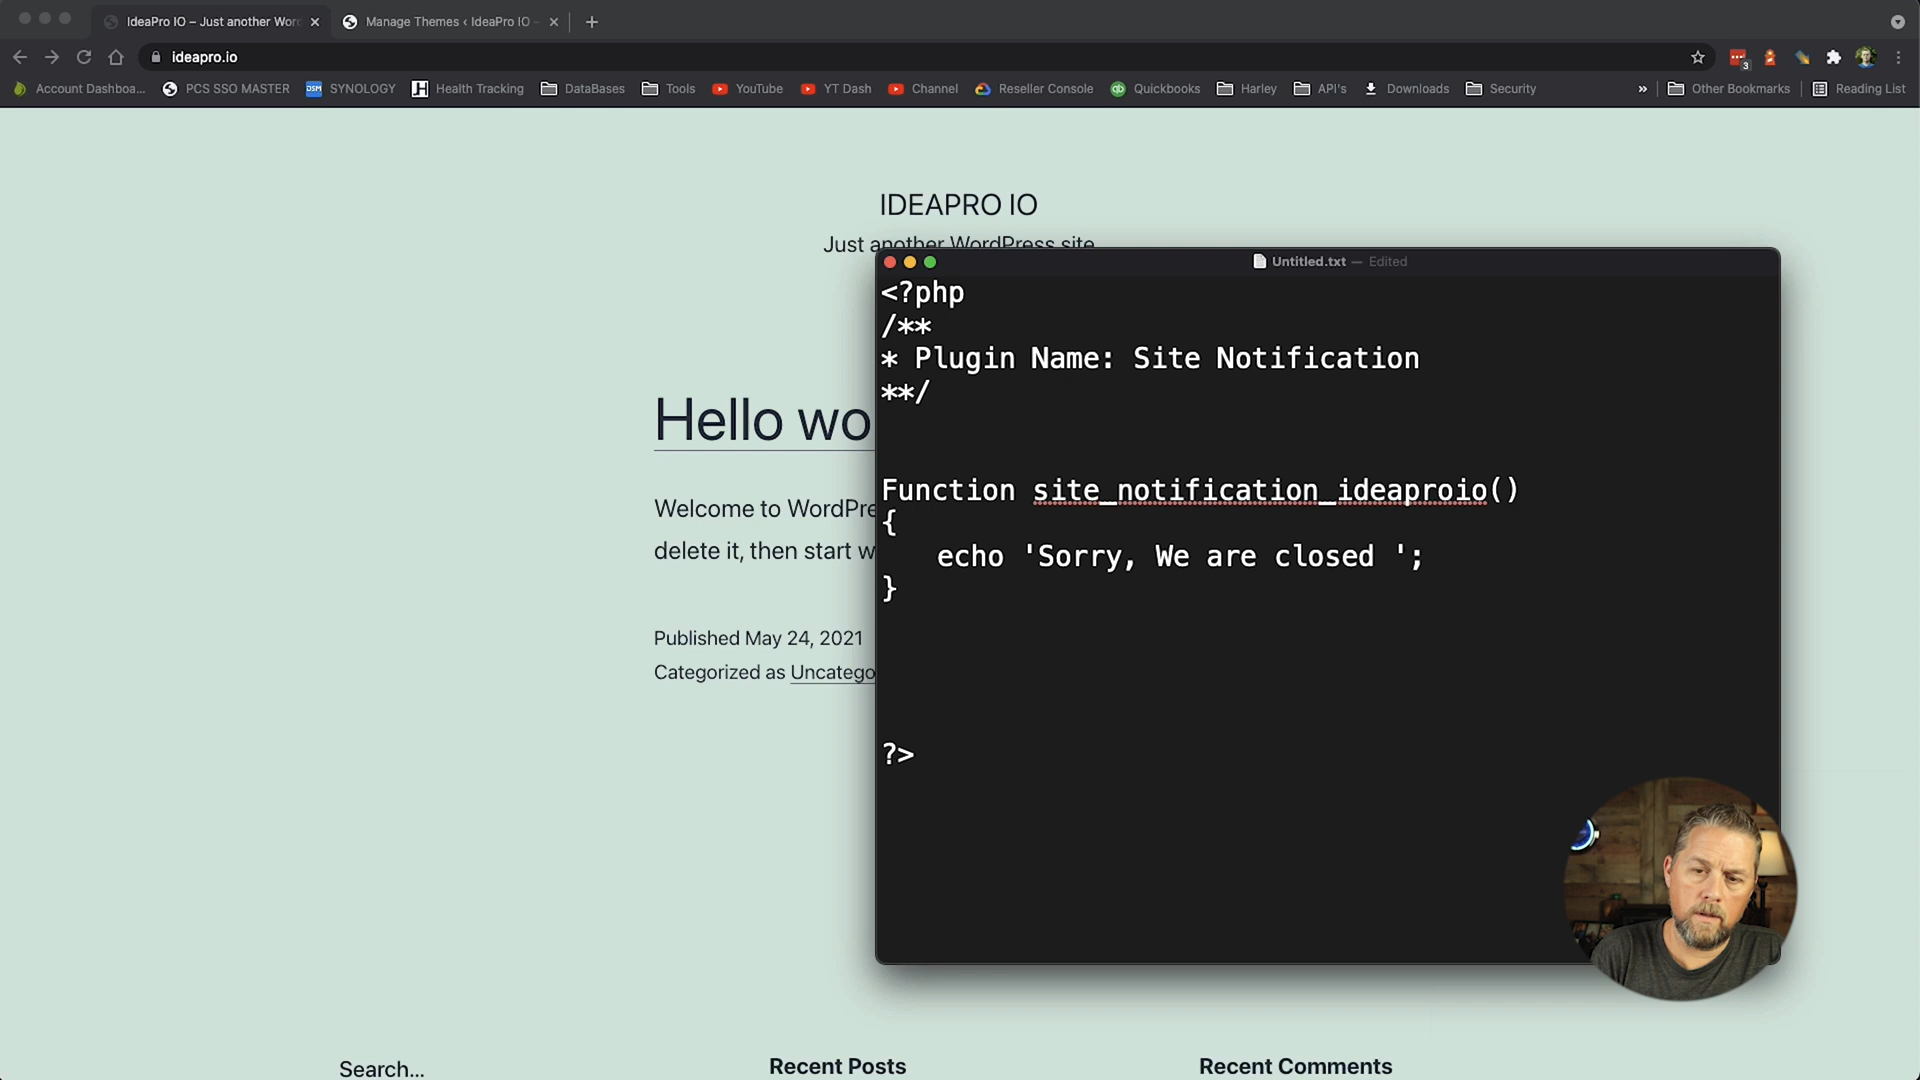 IdeaPro IO – Just another Wor
Manage Themes ‹ IdeaPro IO –
ideapro.io
3
Account Dashboa...
PCS SSO MASTER
DSM SYNOLOGY
H Health Tracking
DataBases
Tools
YouTube
YT Dash
Channel
Reseller Console
qb Quickbooks
Harley
API's
Downloads
Security
»
Other Bookmarks
Reading List
IDEAPRO IO
Just another WordPress site
Hello wo
Welcome to WordPre
delete it, then start w
Published May 24, 2021
Categorized as Uncatego
Untitled.txt — Edited
<?php
/**
* Plugin Name: Site Notification
**/
Function site_notification_ideaproio()
{
echo 'Sorry, We are closed ';
}
?>
Search...
Recent Posts
Recent Comments